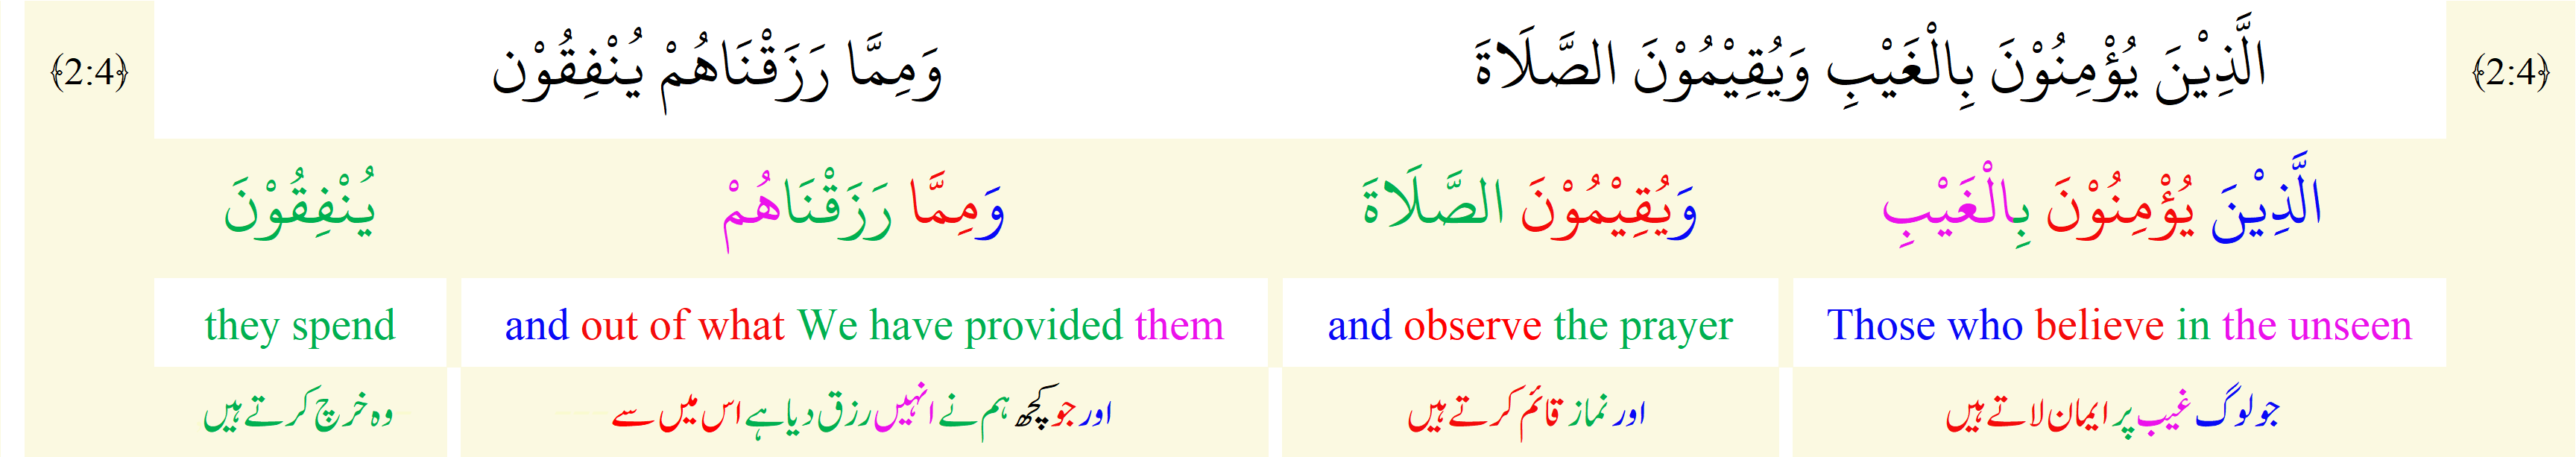 ﴿2:4﴾ الَّذِيْنَ يُؤْمِنُوْنَ بِالْغَيْبِ وَيُقِيْمُوْنَ الصَّلَاةَ وَمِمَّا رَزَقْنَاهُمْ يُنْفِقُوْن ﴿2:4﴾
الَّذِيْنَ يُؤْمِنُوْنَ بِالْغَيْبِ وَيُقِيْمُوْنَ الصَّلَاةَ وَمِمَّا رَزَقْنَاهُمْ يُنْفِقُوْنَ
they spend and out of what We have provided them and observe the prayer Those who believe in the unseen
جو لوگ غیب پر ایمان لاتے ہیں اور نماز قائم کرتے ہیں اور جو کچھ ہم نے انہیں رزق دیا ہے اس میں سے وہ خرچ کرتے ہیں